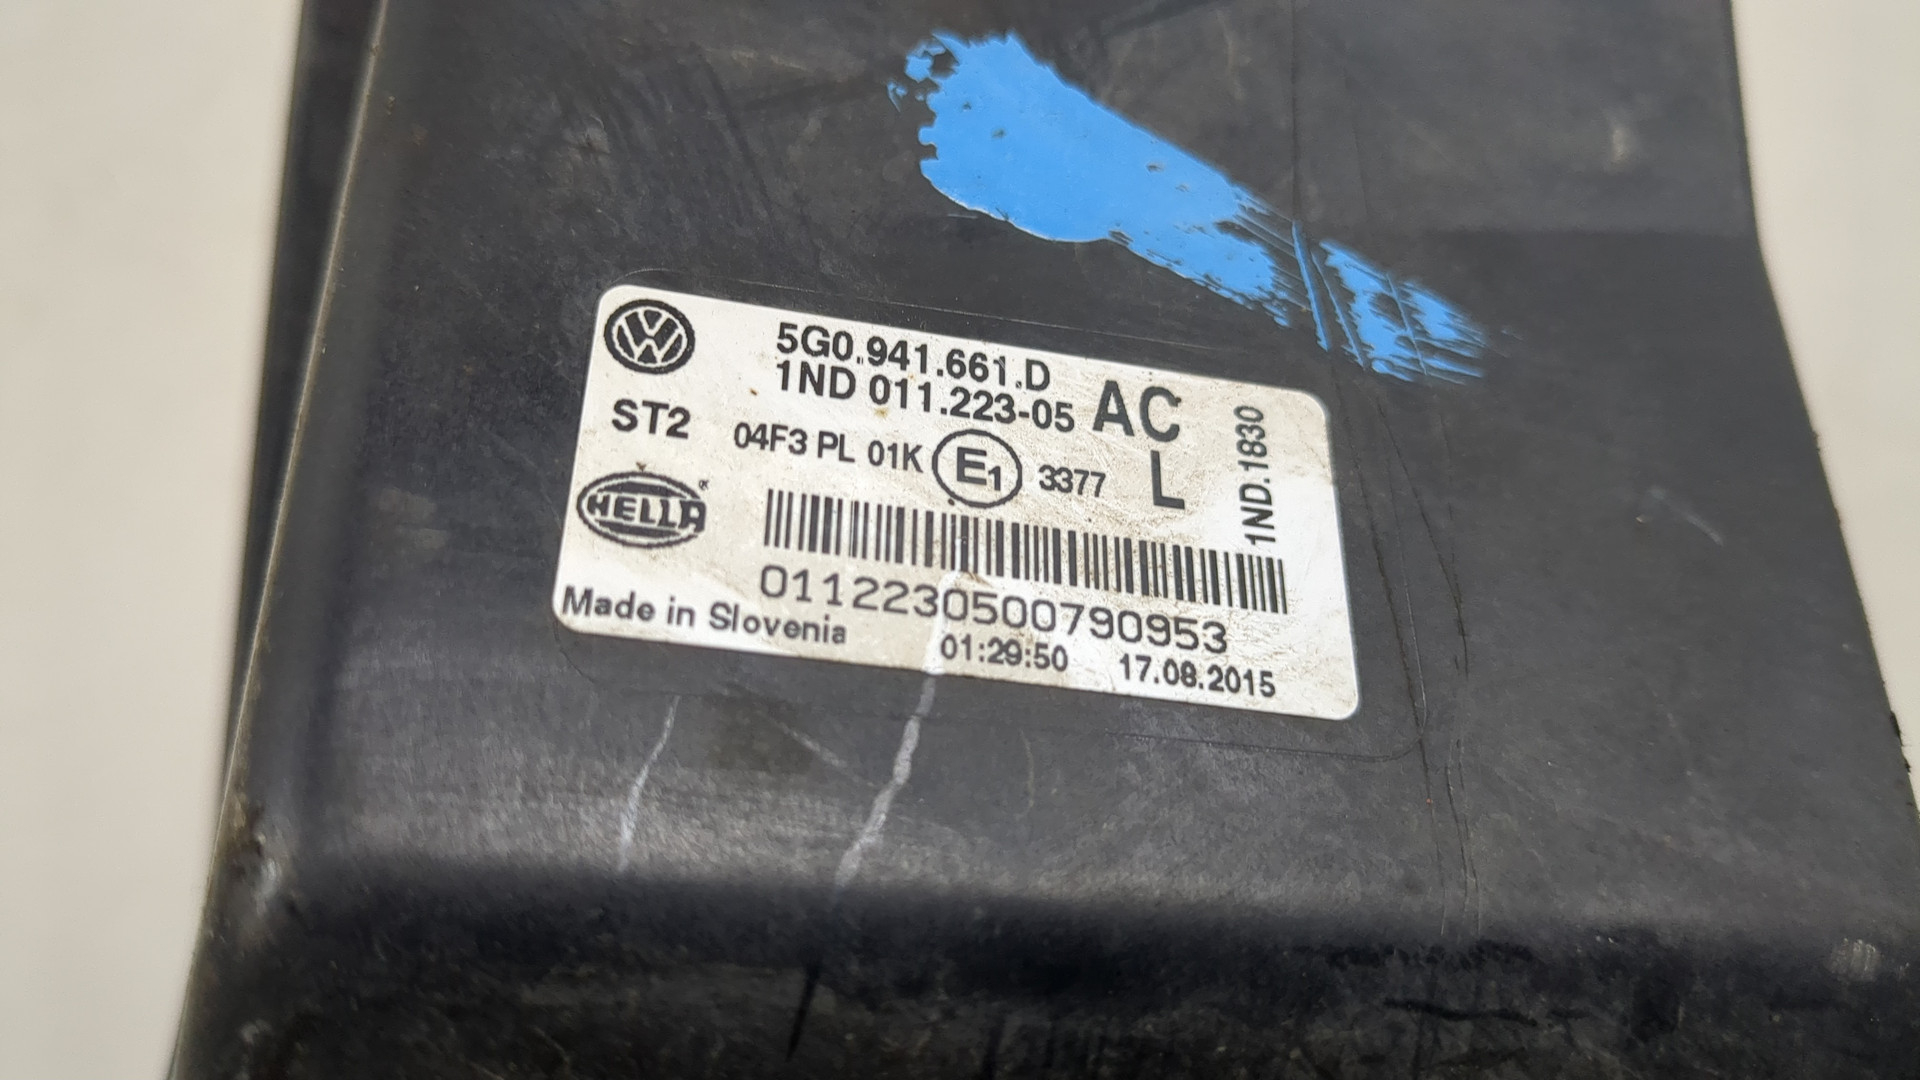 5G0.941.661.D
1ND 011.223-05 AC
ST2 04F3 PL 01K E1 3377 L
1ND.1830
HELLA
0112230500790953
Made in Slovenia 01:29:50 17.08.2015